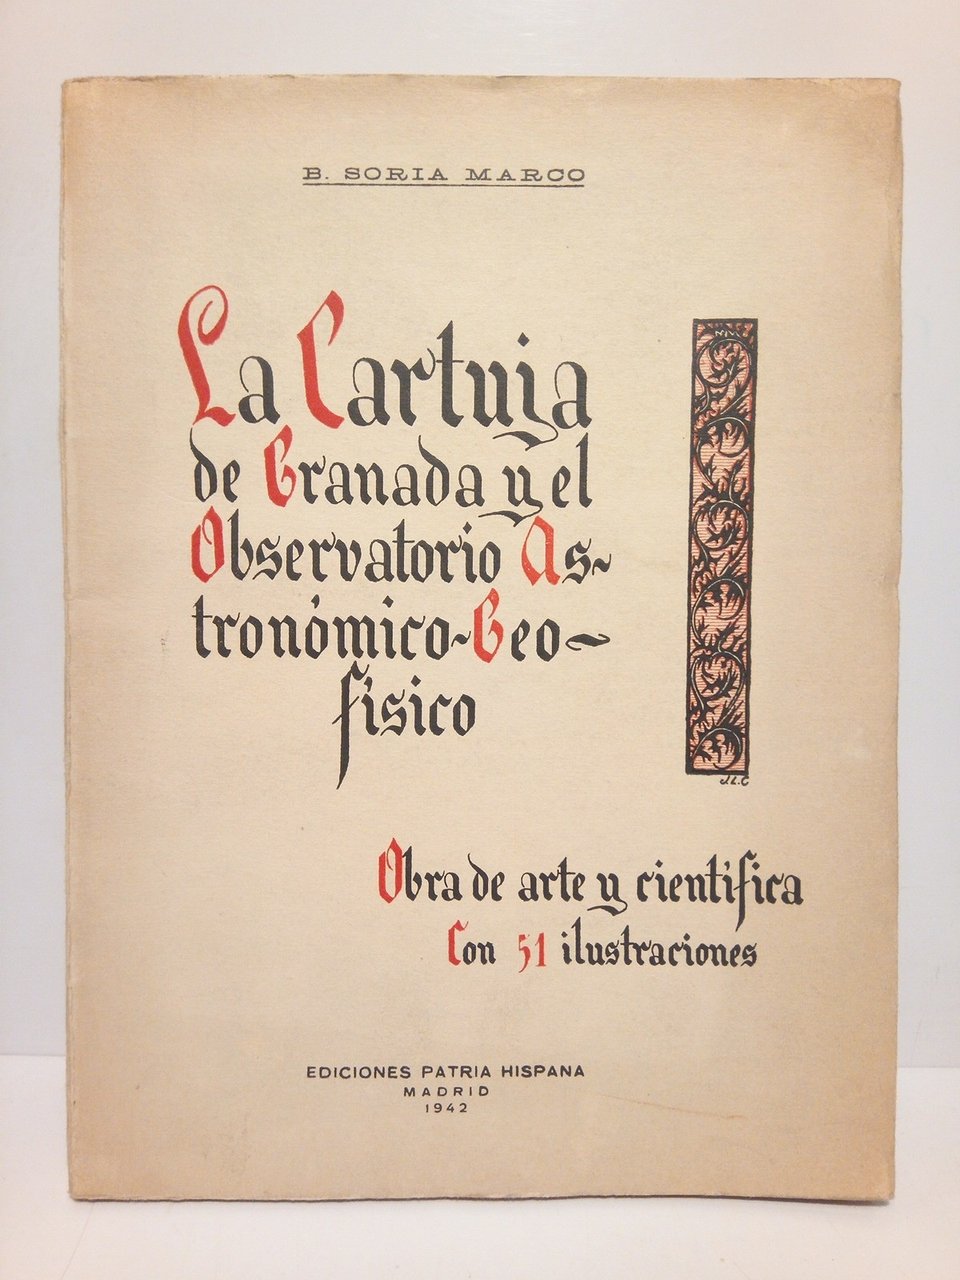 B. SORIA MARCO
La Cartuja
de Granada y el
Observatorio As-
tronómico-Geo-
físico
J.L.C
Obra de arte y científica
Con 51 ilustraciones
EDICIONES PATRIA HISPANA
MADRID
1942